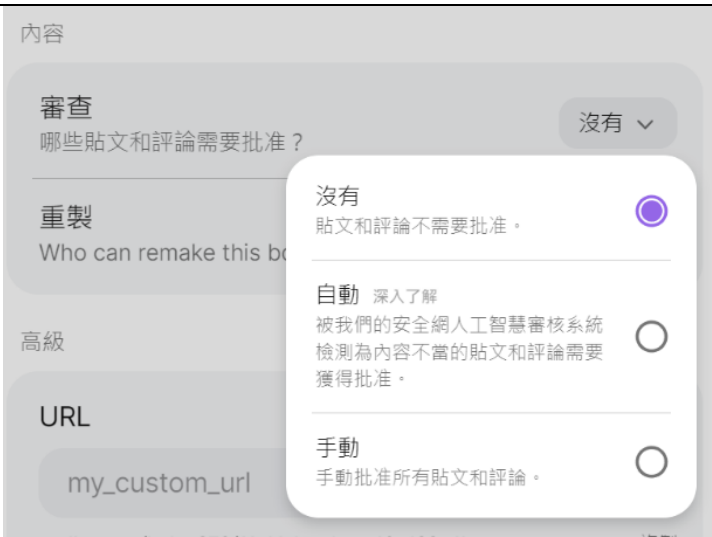 內容
審查
哪些貼文和評論需要批准？
沒有
沒有
貼文和評論不需要批准。
重製
Who can remake this bo
自動 深入了解
被我們的安全網人工智慧審核系統
檢測為內容不當的貼文和評論需要
獲得批准。
高級
URL
手動
手動批准所有貼文和評論。
my_custom_url